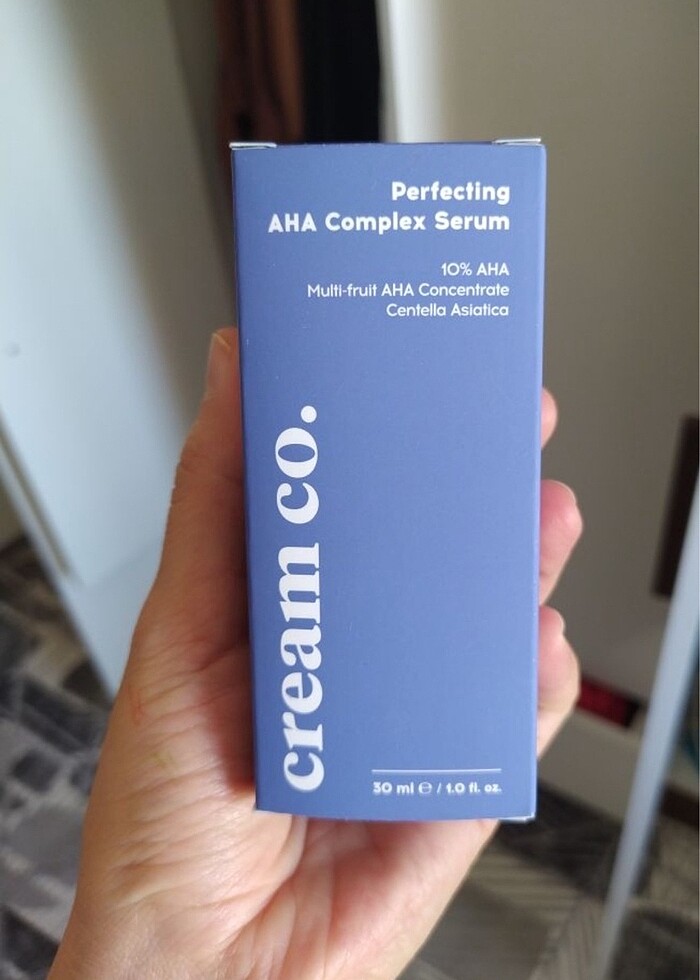 Perfecting
AHA Complex Serum
10% AHA
Multi-fruit AHA Concentrate
Centella Asiatica
cream co.
30 ml ℮ / 1.0 fl. oz.